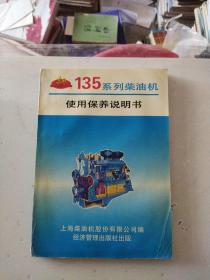 135系列柴油机
使用保养说明书
上海柴油机股份有限公司编
经济管理出版社出版